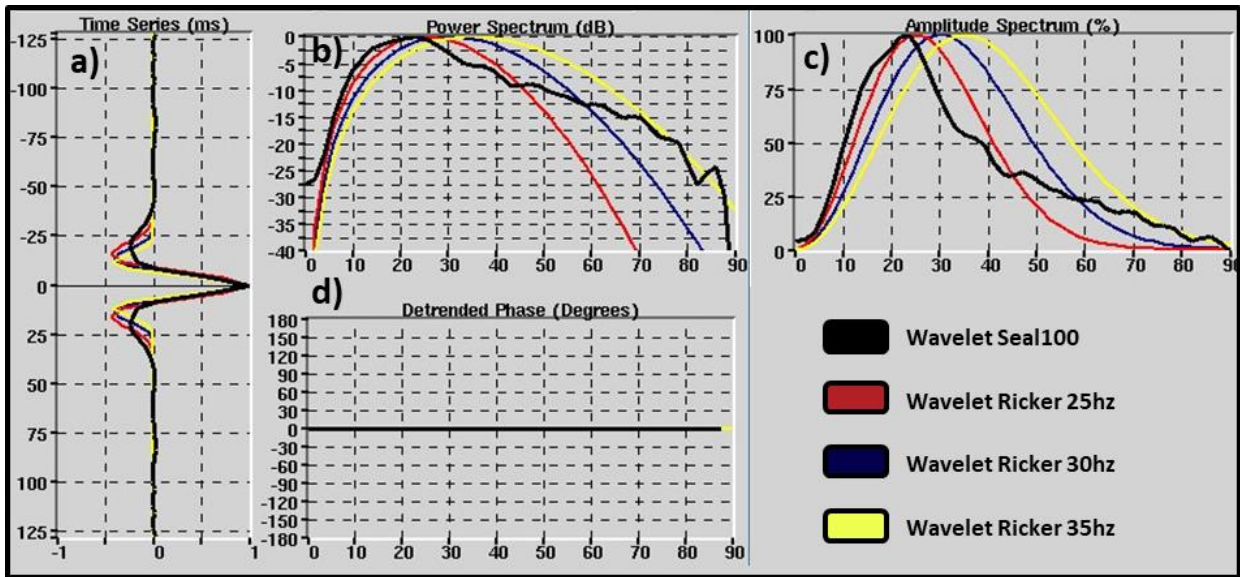 Time Series (ms)
a)
-125
-100
-75
-50
-25
0
25
50
75
100
125
-1 0 1
Power Spectrum (dB)
b)
0
-5
-10
-15
-20
-25
-30
-35
-40
0 10 20 30 40 50 60 70 80 90
Amplitude Spectrum (%)
c)
100
75
50
25
0
0 10 20 30 40 50 60 70 80 90
d)
Detrended Phase (Degrees)
180
150
120
90
60
30
0
-30
-60
-90
-120
-150
-180
0 10 20 30 40 50 60 70 80 90
Wavelet Seal100
Wavelet Ricker 25hz
Wavelet Ricker 30hz
Wavelet Ricker 35hz